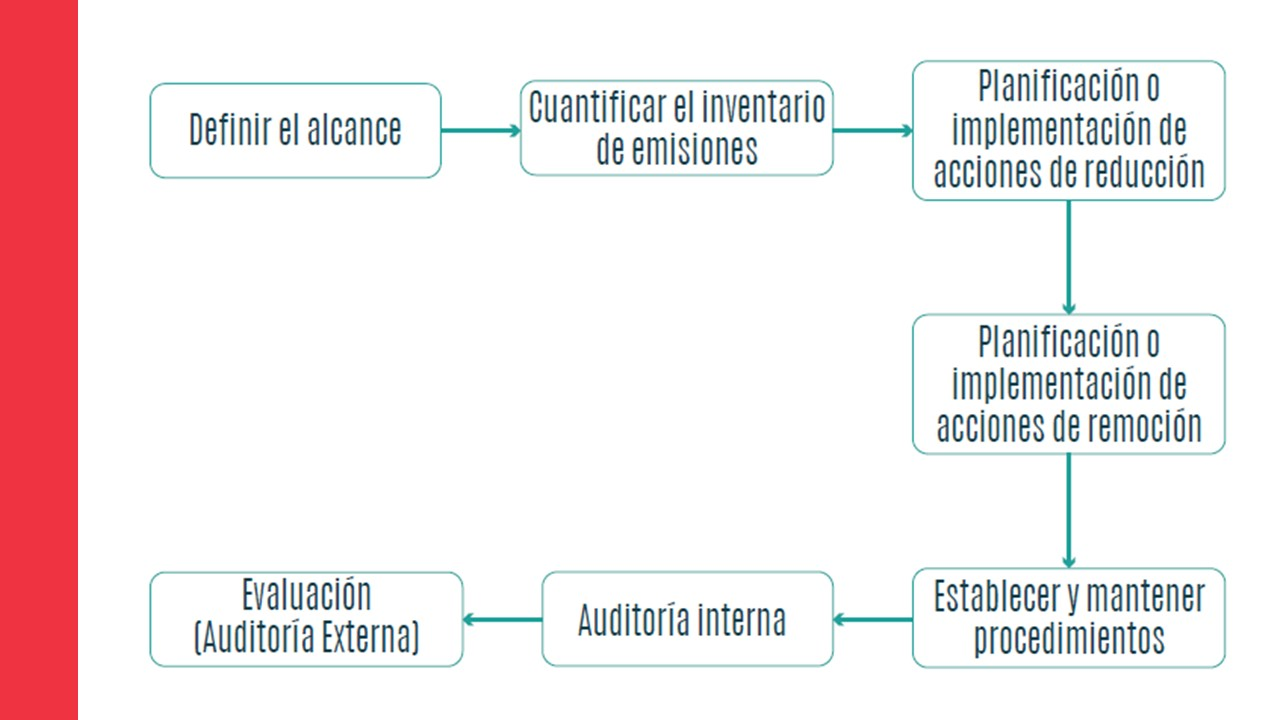 Definir el alcance
Cuantificar el inventario
de emisiones
Planificación o
implementación de
acciones de reducción
Planificación o
implementación de
acciones de remoción
Establecer y mantener
procedimientos
Auditoría interna
Evaluación
(Auditoría Externa)